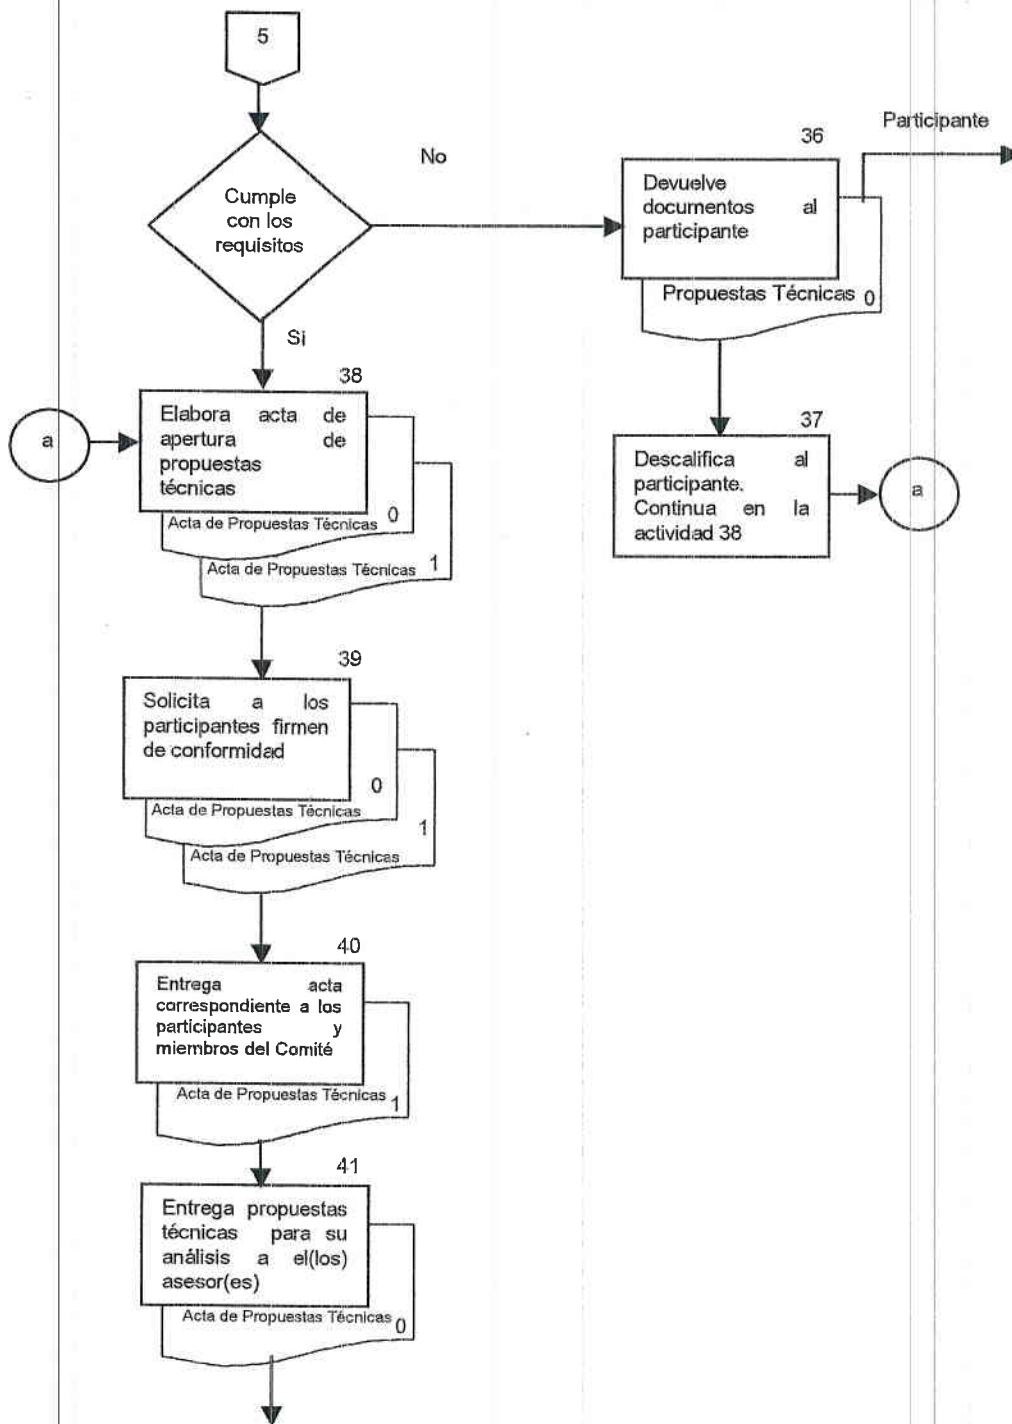 5
Participante
36
No
Devuelve
documentos al
participante
Cumple
con los
requisitos
Propuestas Técnicas 0
Si
38
Elabora acta de
apertura de
propuestas
técnicas
a
37
Descalifica al
participante.
Continua en la
actividad 38
a
Acta de Propuestas Técnicas 0
Acta de Propuestas Técnicas 1
39
Solicita a los
participantes firmen
de conformidad
0
Acta de Propuestas Técnicas
1
Acta de Propuestas Técnicas
40
Entrega acta
correspondiente a los
participantes y
miembros del Comité
Acta de Propuestas Técnicas 1
41
Entrega propuestas
técnicas para su
análisis a el(los)
asesor(es)
Acta de Propuestas Técnicas 0